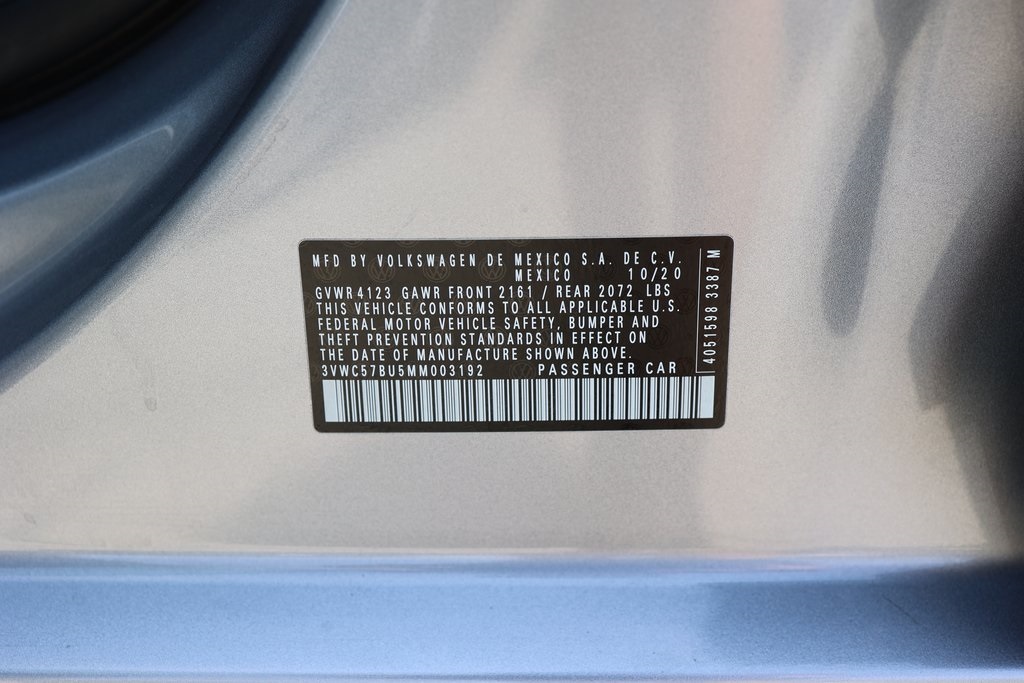 MFD BY VOLKSWAGEN DE MEXICO S.A. DE C.V.
MEXICO 10/20
GVWR 4123 GAWR FRONT 2161 / REAR 2072 LBS
THIS VEHICLE CONFORMS TO ALL APPLICABLE U.S.
FEDERAL MOTOR VEHICLE SAFETY, BUMPER AND
THEFT PREVENTION STANDARDS IN EFFECT ON
THE DATE OF MANUFACTURE SHOWN ABOVE.
3VWC57BU5MM003192 PASSENGER CAR
4051598 3387 M